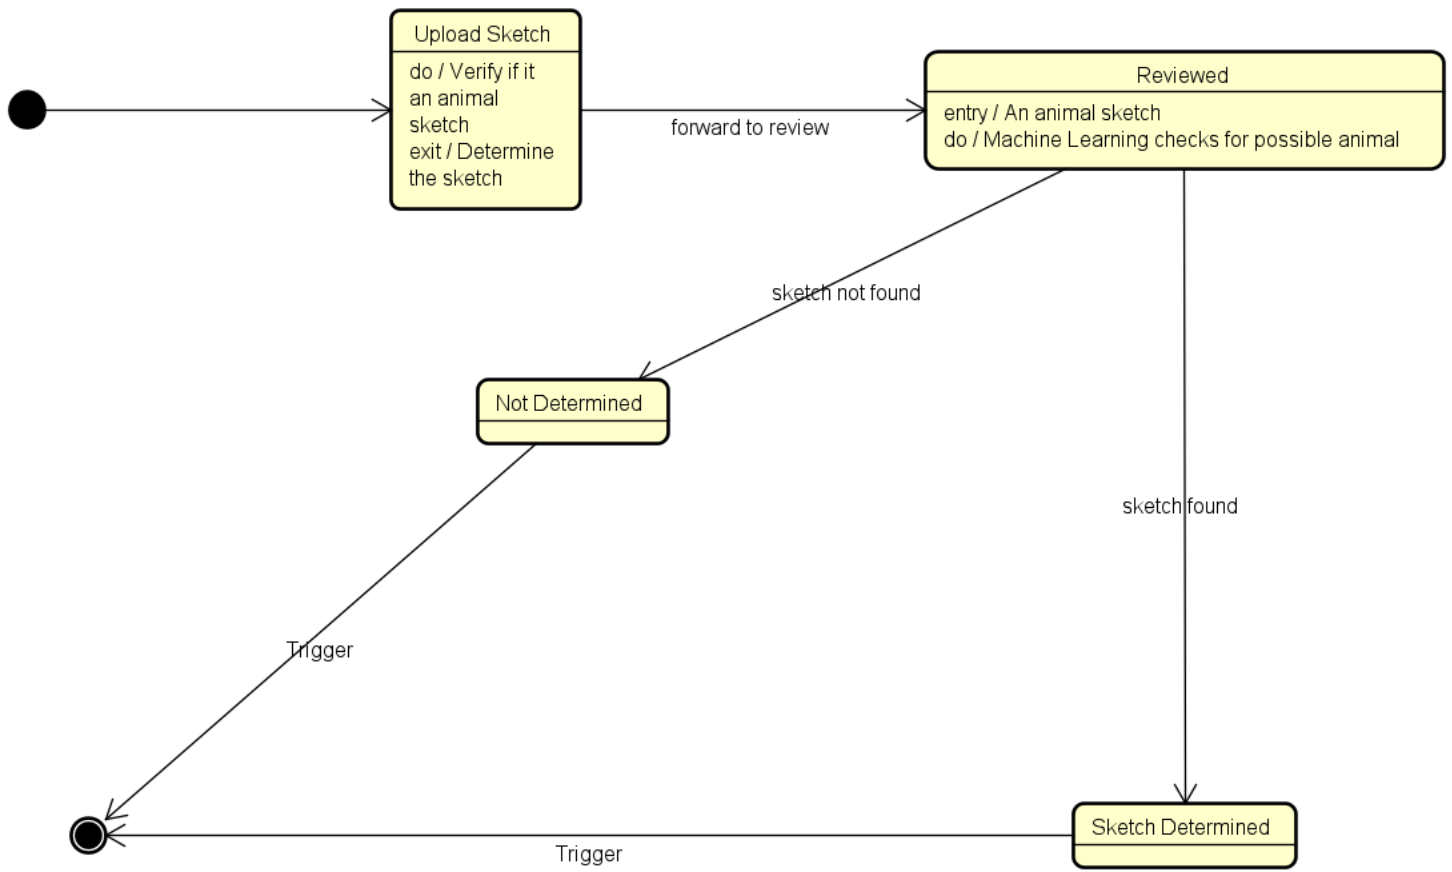 Upload Sketch
do / Verify if it
an animal
sketch
exit / Determine
the sketch
forward to review
Reviewed
entry / An animal sketch
do / Machine Learning checks for possible animal
sketch not found
Not Determined
sketch found
Trigger
Sketch Determined
Trigger